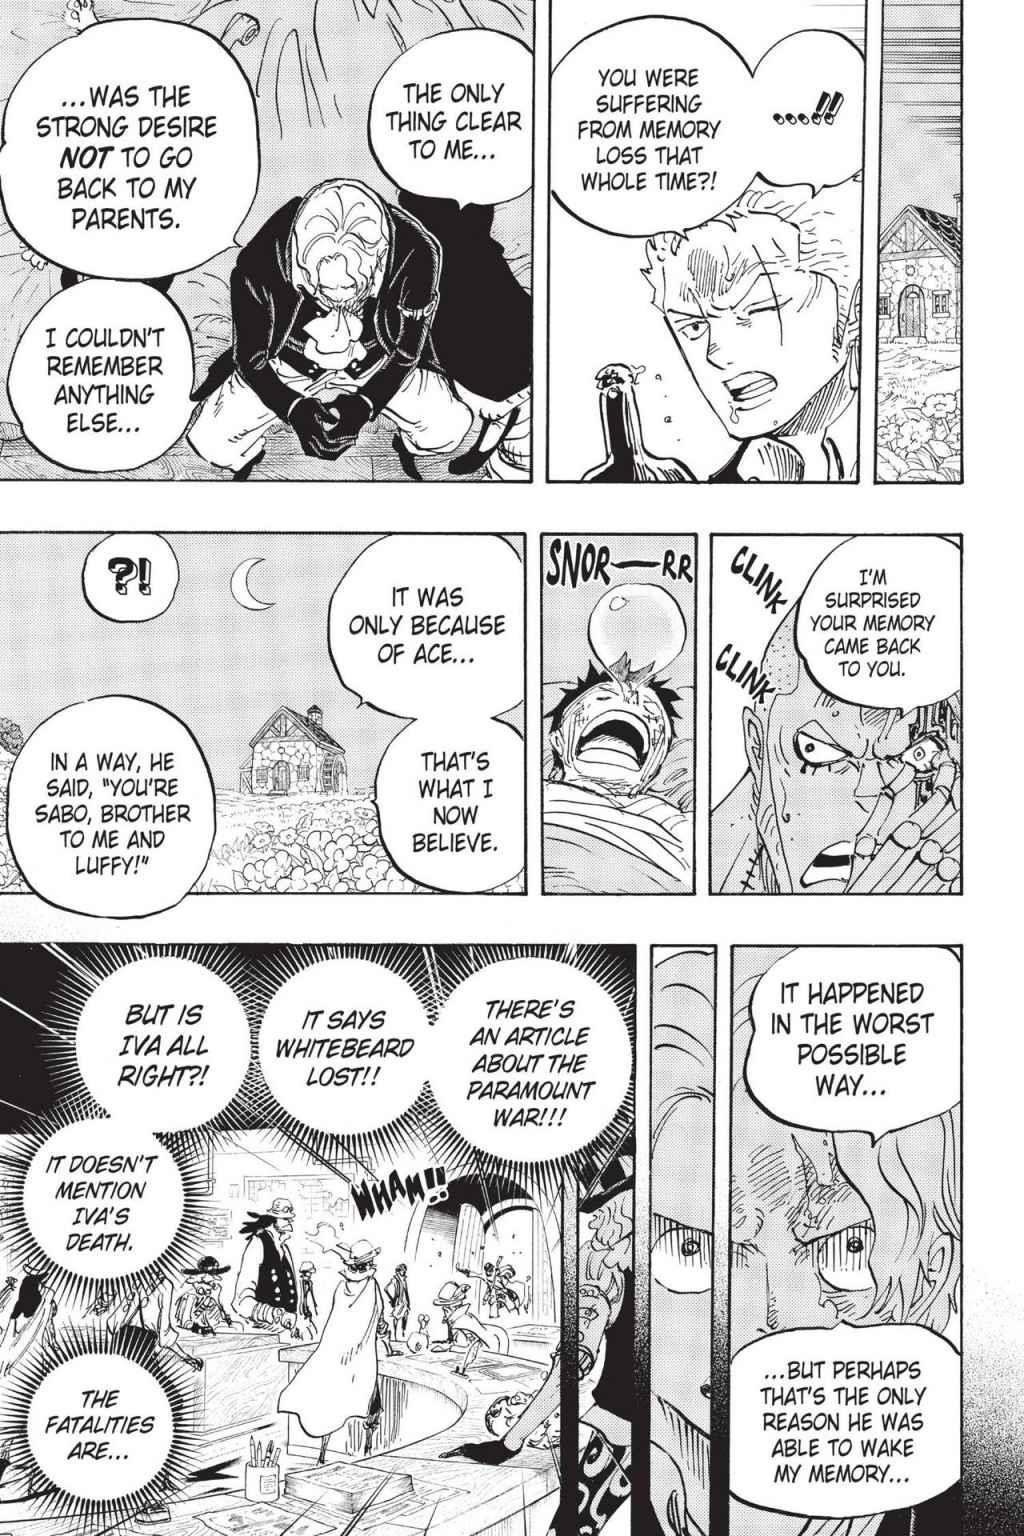 ....!!
YOU WERE
SUFFERING
FROM MEMORY
LOSS THAT
WHOLE TIME?!
THE ONLY
THING CLEAR
TO ME...
...WAS THE
STRONG DESIRE
NOT TO GO
BACK TO MY
PARENTS.
I COULDN'T
REMEMBER
ANYTHING
ELSE...
I'M
SURPRISED
YOUR MEMORY
CAME BACK
TO YOU.
CLINK
CLINK
SNOR—RR
IT WAS
ONLY BECAUSE
OF ACE...
THAT'S
WHAT I
NOW
BELIEVE.
?!
IN A WAY, HE
SAID, "YOU'RE
SABO, BROTHER
TO ME AND
LUFFY!"
IT HAPPENED
IN THE WORST
POSSIBLE
WAY...
...BUT PERHAPS
THAT'S THE ONLY
REASON HE WAS
ABLE TO WAKE
MY MEMORY...
THERE'S
AN ARTICLE
ABOUT THE
PARAMOUNT
WAR!!!
IT SAYS
WHITEBEARD
LOST!!
BUT IS
IVA ALL
RIGHT?!
WHAM!!
IT DOESN'T
MENTION
IVA'S
DEATH.
THE
FATALITIES
ARE...